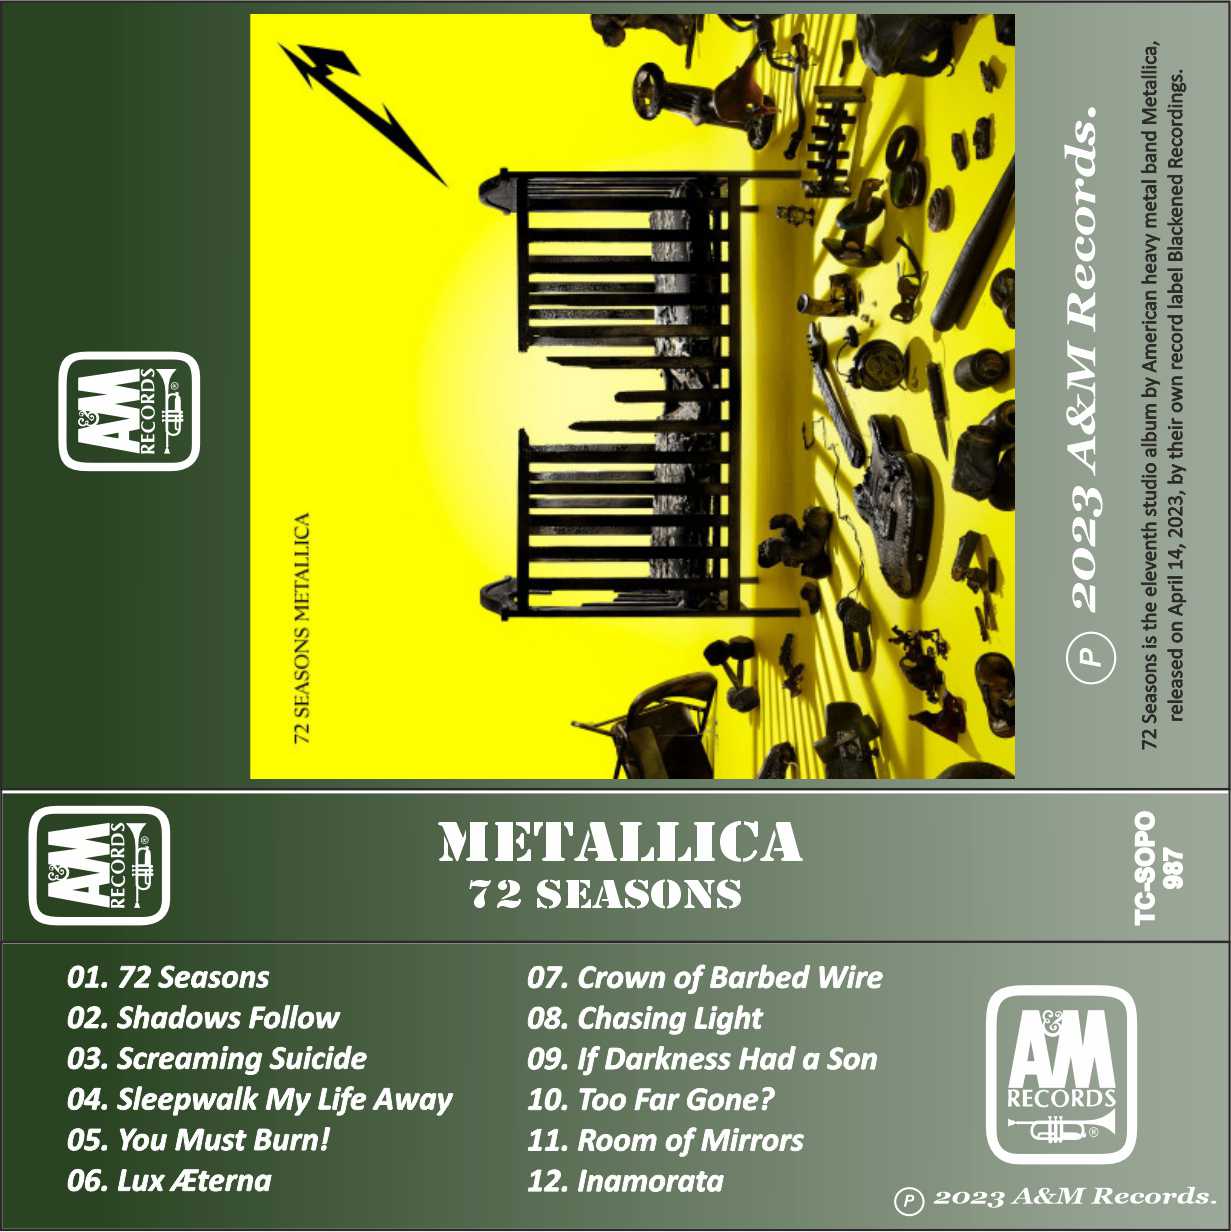 A&M
RECORDS
®
72 SEASONS METALLICA
P 2023 A&M Records.
72 Seasons is the eleventh studio album by American heavy metal band Metallica,
released on April 14, 2023, by their own record label Blackened Recordings.
A&M
RECORDS
®
METALLICA
72 SEASONS
TC-SOPO
987
01. 72 Seasons
02. Shadows Follow
03. Screaming Suicide
04. Sleepwalk My Life Away
05. You Must Burn!
06. Lux Æterna
07. Crown of Barbed Wire
08. Chasing Light
09. If Darkness Had a Son
10. Too Far Gone?
11. Room of Mirrors
12. Inamorata
A&M
RECORDS
®
P 2023 A&M Records.